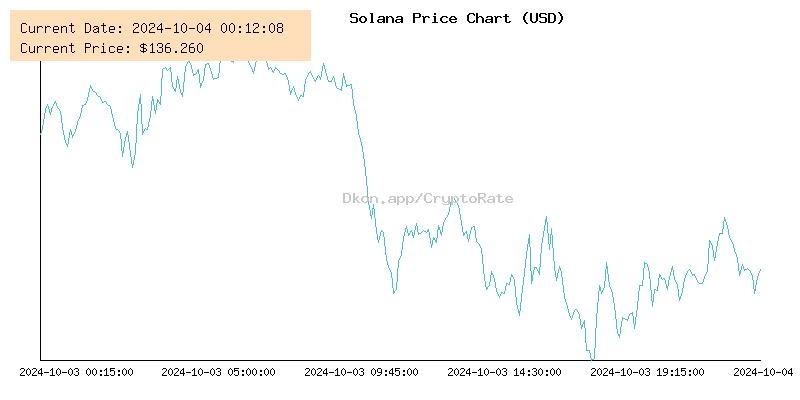 Solana Price Chart (USD)
Current Date: 2024-10-04 00:12:08
Current Price: $136.260
Dkon.app/CryptoRate
2024-10-03 00:15:00 2024-10-03 05:00:00 2024-10-03 09:45:00 2024-10-03 14:30:00 2024-10-03 19:15:00 2024-10-04